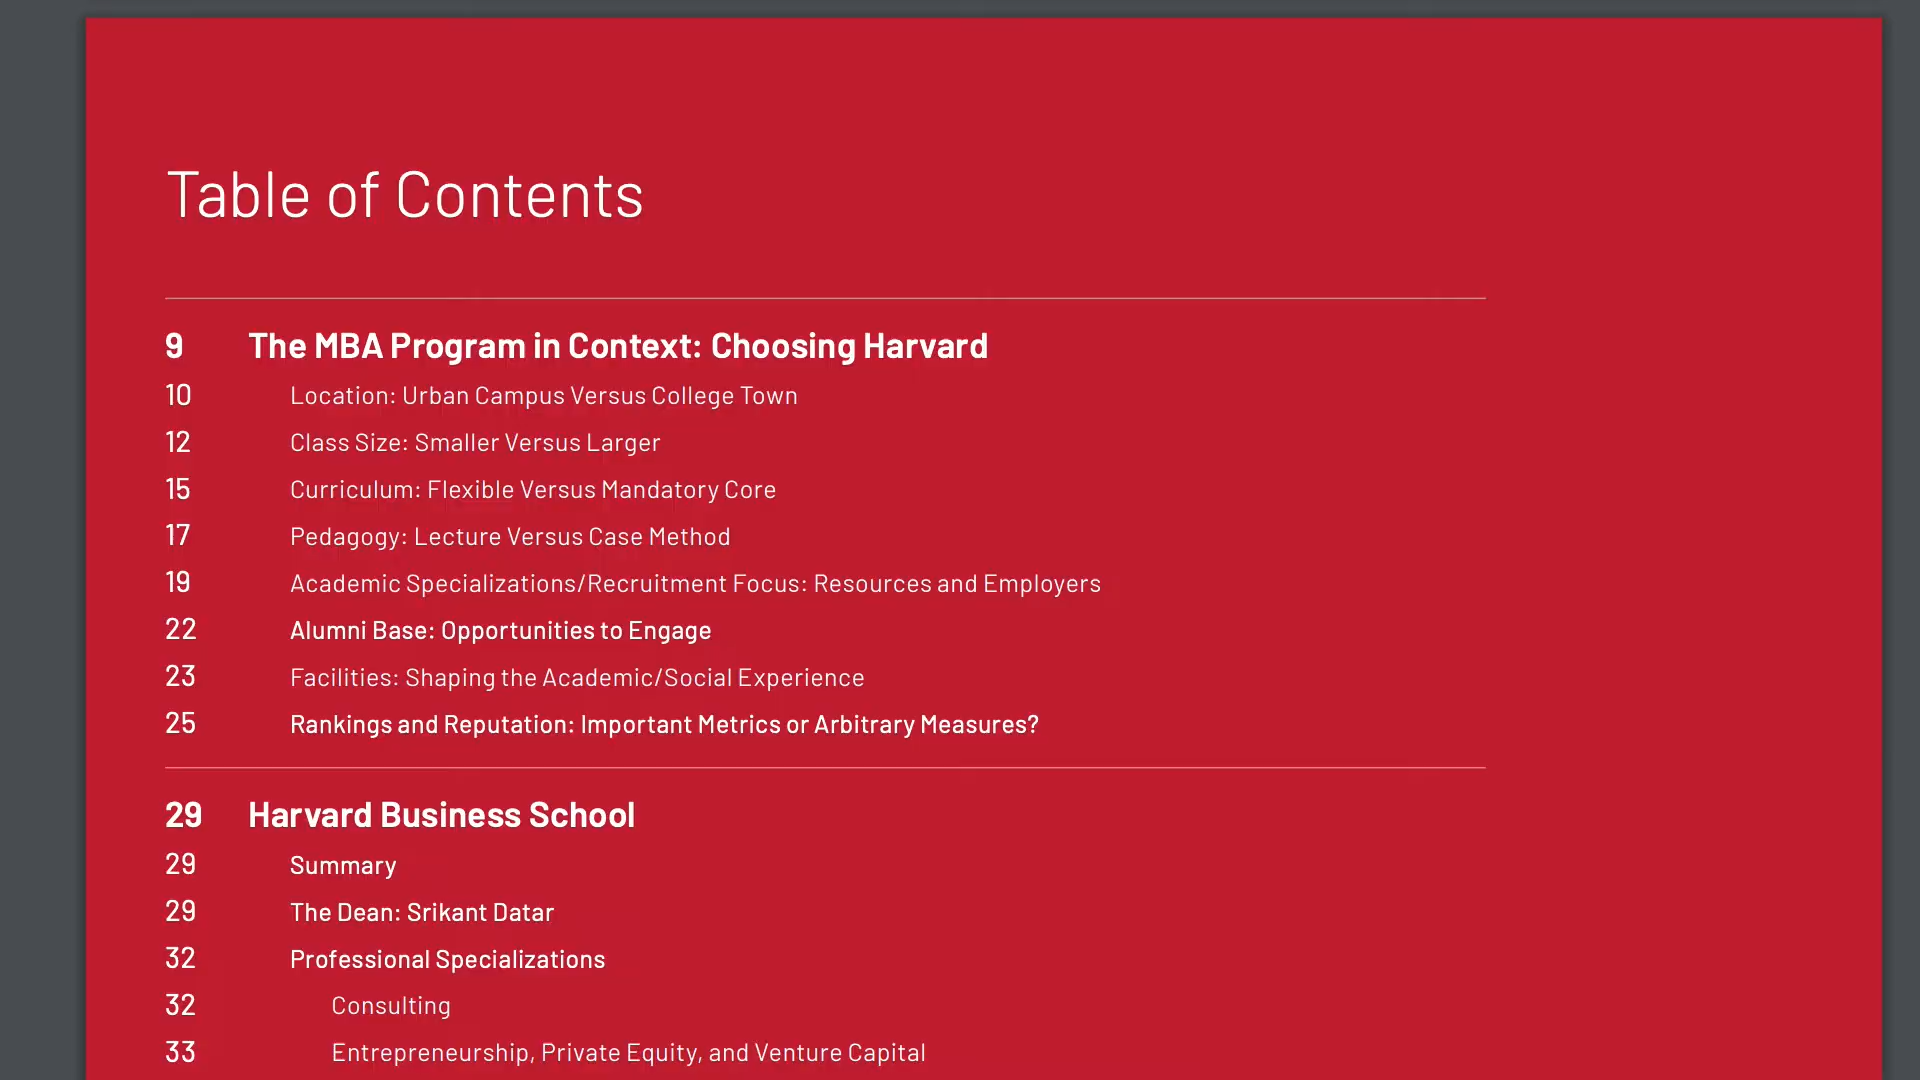 Table of Contents
9 The MBA Program in Context: Choosing Harvard
10 Location: Urban Campus Versus College Town
12 Class Size: Smaller Versus Larger
15 Curriculum: Flexible Versus Mandatory Core
17 Pedagogy: Lecture Versus Case Method
19 Academic Specializations/Recruitment Focus: Resources and Employers
22 Alumni Base: Opportunities to Engage
23 Facilities: Shaping the Academic/Social Experience
25 Rankings and Reputation: Important Metrics or Arbitrary Measures?
29 Harvard Business School
29 Summary
29 The Dean: Srikant Datar
32 Professional Specializations
32 Consulting
33 Entrepreneurship, Private Equity, and Venture Capital